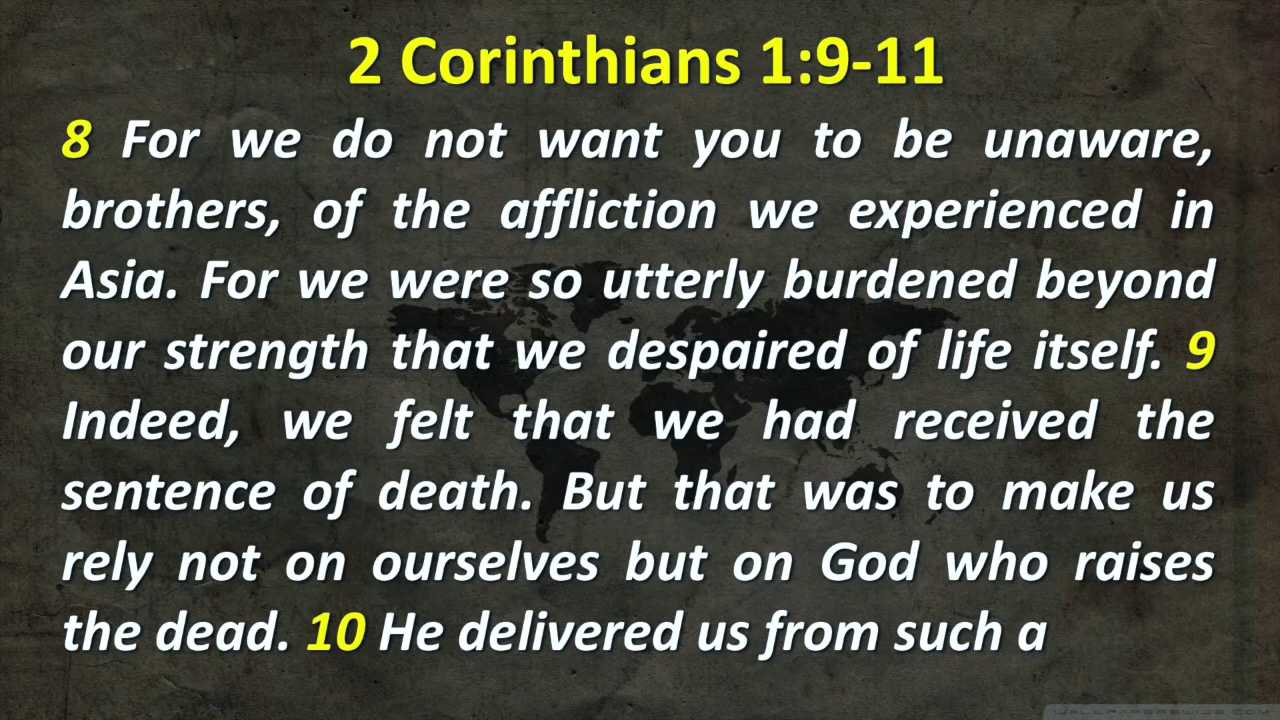 2 Corinthians 1:9-11
8 For we do not want you to be unaware,
brothers, of the affliction we experienced in
Asia. For we were so utterly burdened beyond
our strength that we despaired of life itself. 9
Indeed, we felt that we had received the
sentence of death. But that was to make us
rely not on ourselves but on God who raises
the dead. 10 He delivered us from such a